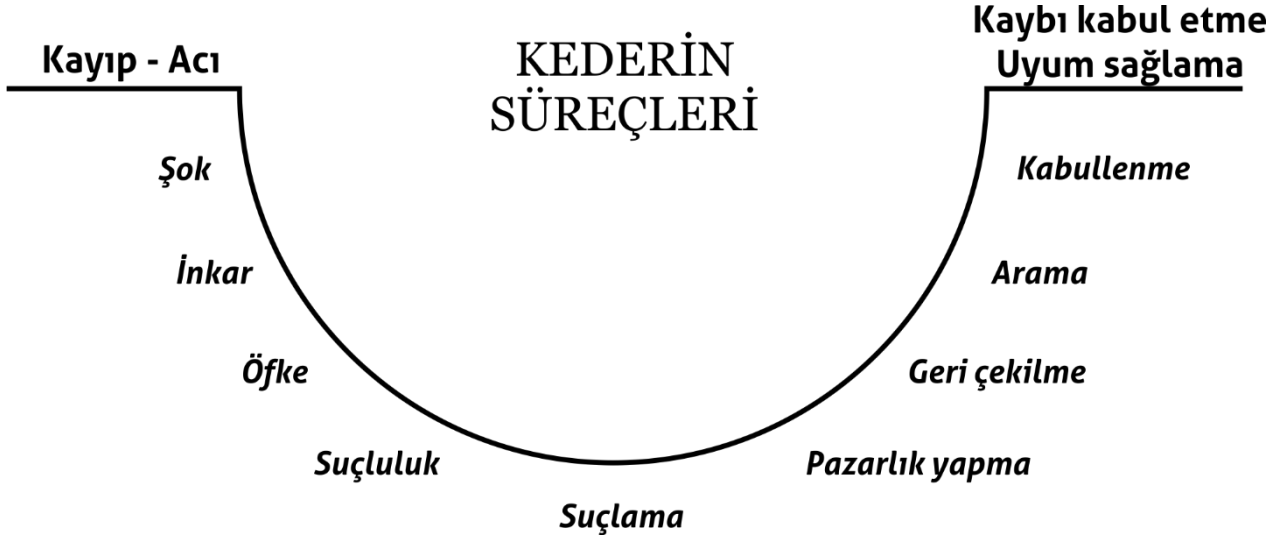 KEDERİN
SÜREÇLERİ
Kayıp - Acı
Şok
İnkar
Öfke
Suçluluk
Suçlama
Pazarlık yapma
Geri çekilme
Arama
Kabullenme
Kaybı kabul etme
Uyum sağlama